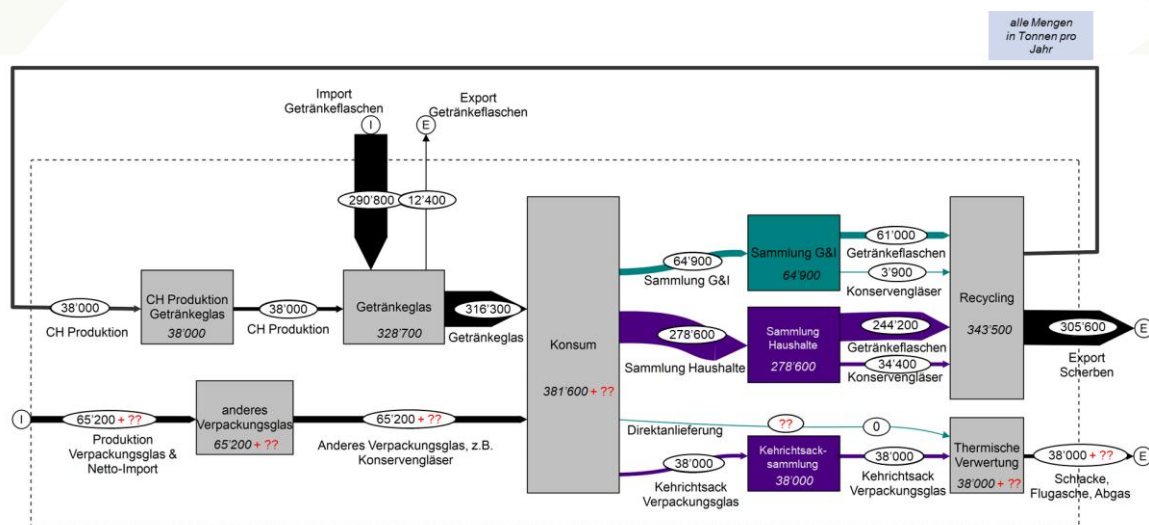 alle Mengen
in Tonnen pro
Jahr
Import
Getränkeflaschen
Export
Getränkeflaschen
I
E
290'800
12'400
38'000
CH Produktion
CH Produktion
Getränkeglas
38'000
38'000
CH Produktion
Getränkeglas
328'700
316'300
Getränkeglas
Konsum
381'600 + ??
64'900
Sammlung G&I
Sammlung G&I
64'900
61'000
Getränkeflaschen
3'900
Konservengläser
278'600
Sammlung Haushalte
Sammlung
Haushalte
278'600
244'200
Getränkeflaschen
34'400
Konservengläser
Recycling
343'500
305'600
E
Export
Scherben
I
65'200 + ??
Produktion
Verpackungsglas &
Netto-Import
anderes
Verpackungsglas
65'200 + ??
65'200 + ??
Anderes Verpackungsglas, z.B.
Konservengläser
Direktanlieferung
??
0
38'000
Kehrichtsack
Verpackungsglas
Kehrichtsack-
sammlung
38'000
38'000
Kehrichtsack
Verpackungsglas
Thermische
Verwertung
38'000 + ??
38'000 + ??
E
Schlacke,
Flugasche, Abgas